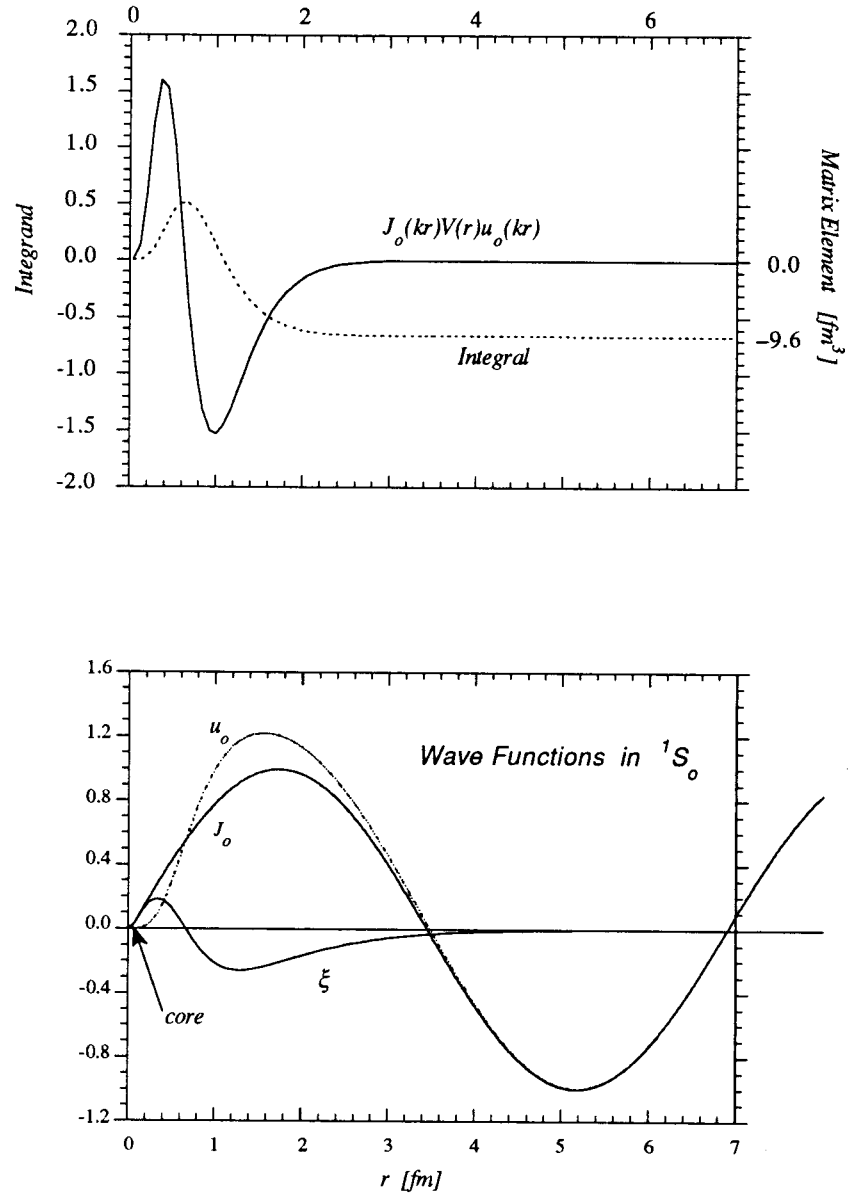 0 2 4 6
2.0
1.5
1.0
0.5
0.0
-0.5
-1.0
-1.5
-2.0
Integrand
J_o(kr)V(r)u_o(kr)
Integral
0.0
−9.6
Matrix Element [fm³]
1.6
1.2
0.8
0.4
0.0
-0.4
-0.8
-1.2
u_o
Wave Functions in ¹S_o
J_o
ξ
core
0 1 2 3 4 5 6 7
r [fm]